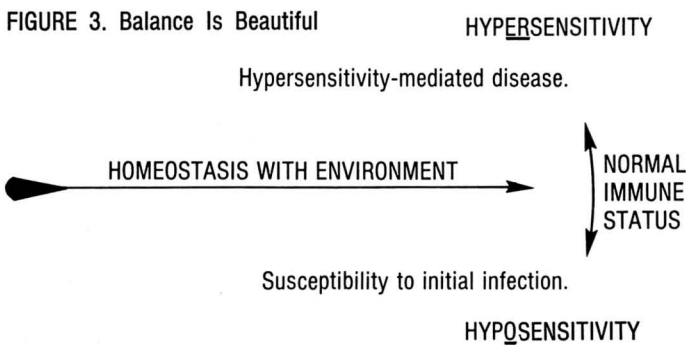 FIGURE 3. Balance Is Beautiful
HYPERSENSITIVITY
Hypersensitivity-mediated disease.
HOMEOSTASIS WITH ENVIRONMENT
NORMAL
IMMUNE
STATUS
Susceptibility to initial infection.
HYPOSENSITIVITY